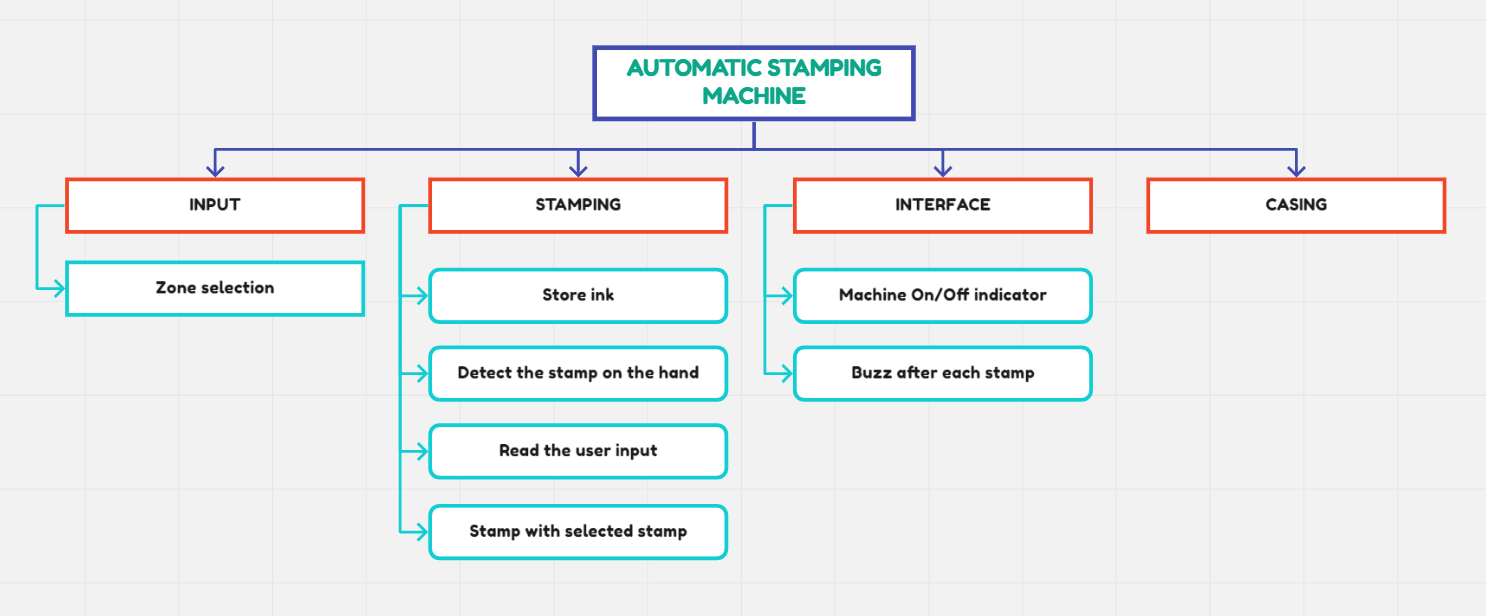 AUTOMATIC STAMPING
MACHINE
INPUT
STAMPING
INTERFACE
CASING
Zone selection
Store ink
Detect the stamp on the hand
Read the user input
Stamp with selected stamp
Machine On/Off indicator
Buzz after each stamp